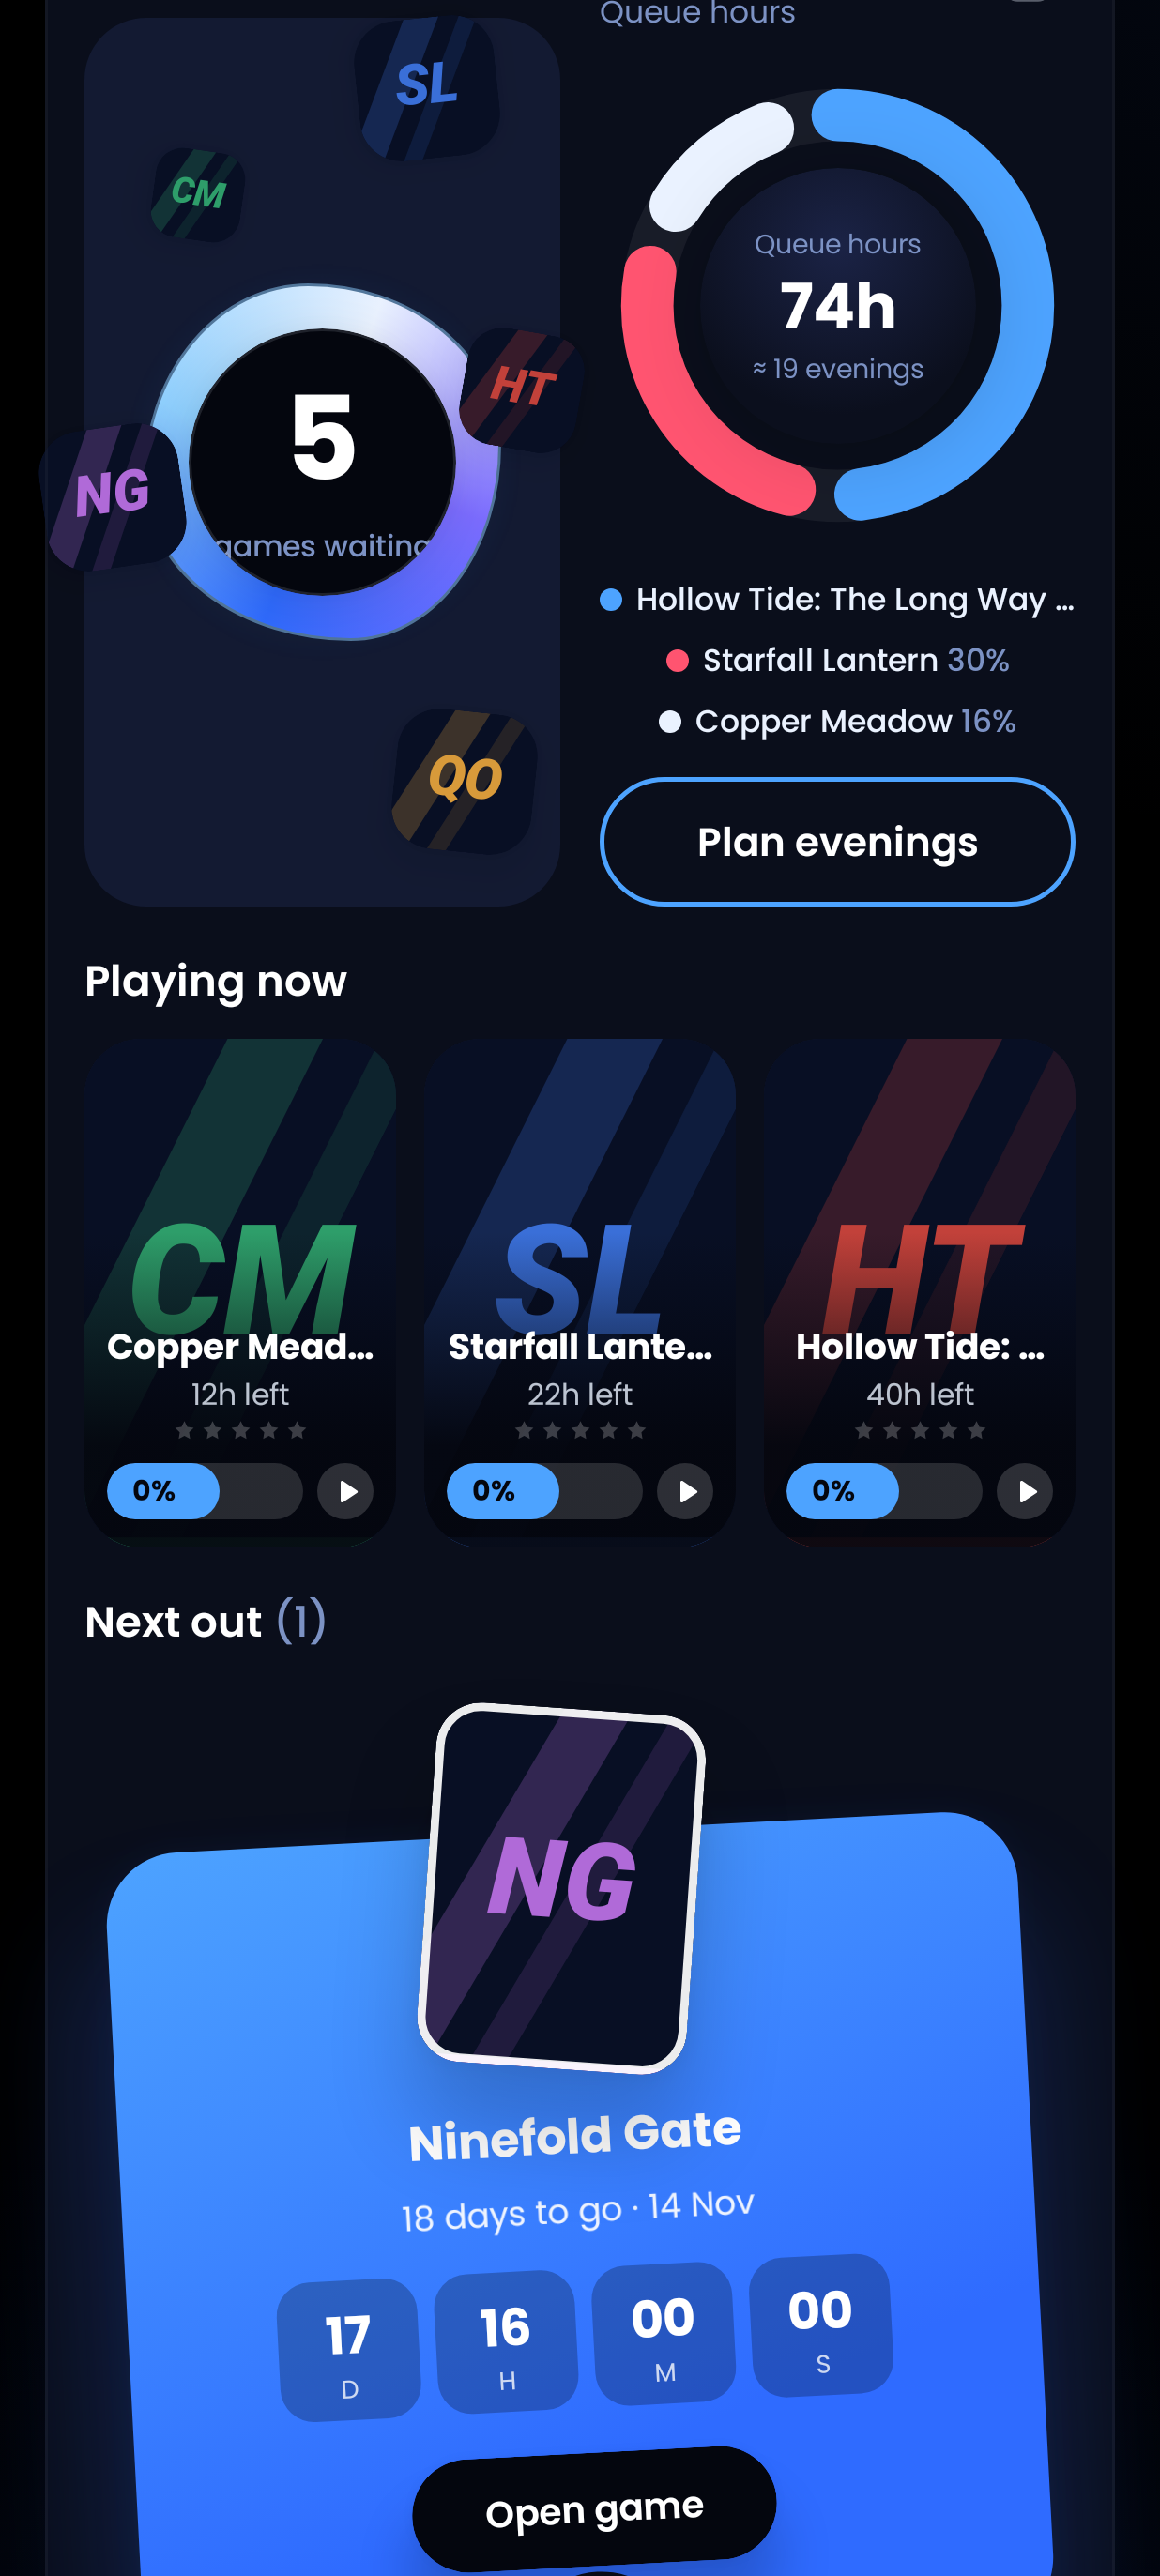 Queue hours
SL
CM
HT
NG
5
games waiting
QO
Queue hours
74h
≈ 19 evenings
Hollow Tide: The Long Way ...
Starfall Lantern 30%
Copper Meadow 16%
Plan evenings
Playing now
CM
Copper Mead...
12h left
0%
SL
Starfall Lante...
22h left
0%
HT
Hollow Tide: ...
40h left
0%
Next out (1)
NG
Ninefold Gate
18 days to go · 14 Nov
17
D
16
H
00
M
00
S
Open game